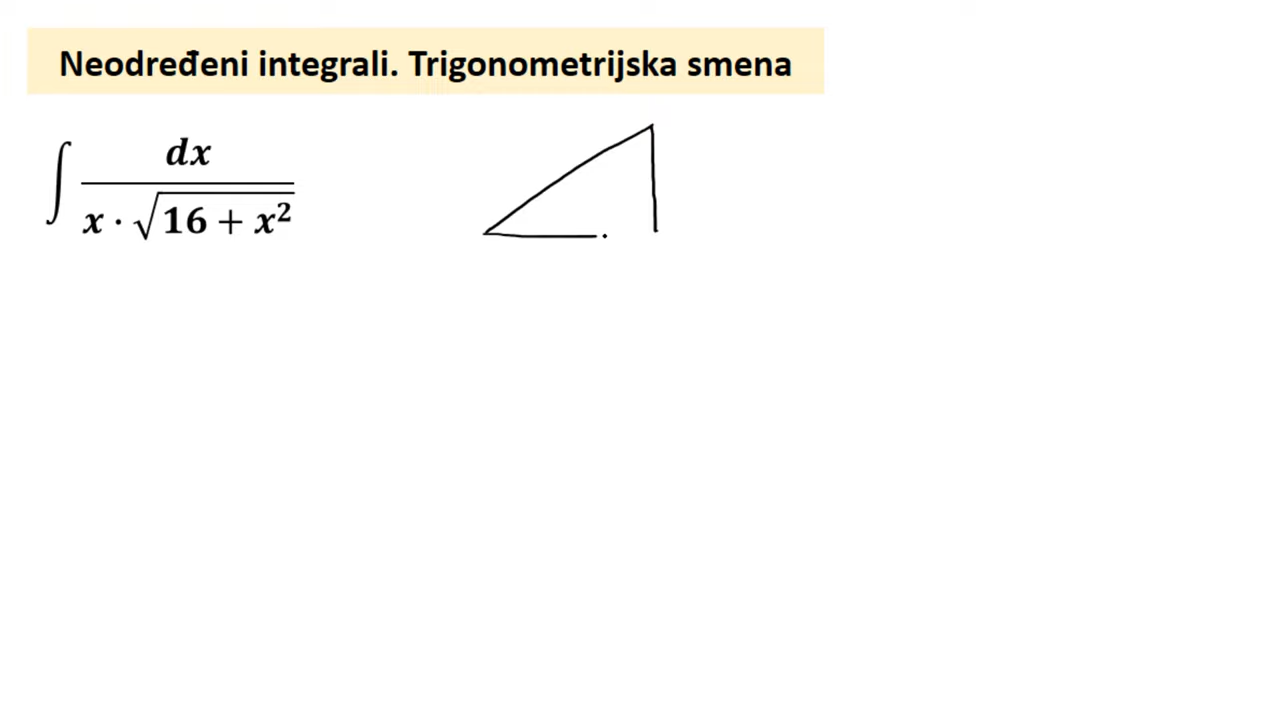 Neodređeni integrali. Trigonometrijska smena
∫ dx
x · √16 + x²